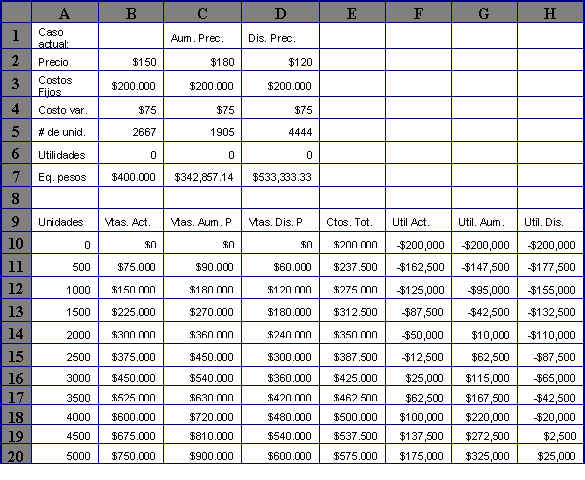 A B C D E F G H
1 Caso actual: Aum. Prec. Dis. Prec.
2 Precio $150 $180 $120
3 Costos Fijos $200.000 $200.000 $200.000
4 Costo var. $75 $75 $75
5 # de unid. 2667 1905 4444
6 Utilidades 0 0 0
7 Eq. pesos $400.000 $342,857.14 $533,333.33
8
9 Unidades Vtas. Act. Vtas. Aum. P Vtas. Dis. P Ctos. Tot. Util Act. Util. Aum. Util. Dis.
10 0 $0 $0 $0 $200.000 -$200,000 -$200,000 -$200,000
11 500 $75.000 $90.000 $60.000 $237.500 -$162,500 -$147,500 -$177,500
12 1000 $150.000 $180.000 $120.000 $275.000 -$125,000 -$95,000 -$155,000
13 1500 $225.000 $270.000 $180.000 $312.500 -$87,500 -$42,500 -$132,500
14 2000 $300.000 $360.000 $240.000 $350.000 -$50,000 $10,000 -$110,000
15 2500 $375.000 $450.000 $300.000 $387.500 -$12,500 $62,500 -$87,500
16 3000 $450.000 $540.000 $360.000 $425.000 $25,000 $115,000 -$65,000
17 3500 $525.000 $630.000 $420.000 $462.500 $62,500 $167,500 -$42,500
18 4000 $600.000 $720.000 $480.000 $500.000 $100,000 $220,000 -$20,000
19 4500 $675.000 $810.000 $540.000 $537.500 $137,500 $272,500 $2,500
20 5000 $750,000 $900.000 $600.000 $575.000 $175,000 $325,000 $25,000